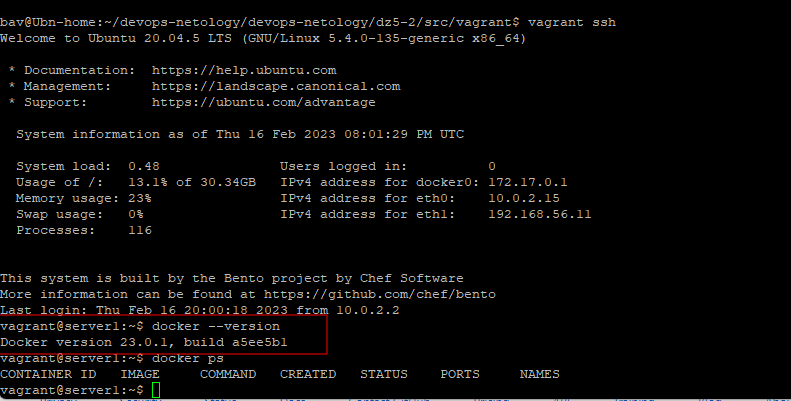 bav@Ubn-home:~/devops-netology/devops-netology/dz5-2/src/vagrant$ vagrant ssh
Welcome to Ubuntu 20.04.5 LTS (GNU/Linux 5.4.0-135-generic x86_64)
* Documentation: https://help.ubuntu.com
* Management: https://landscape.canonical.com
* Support: https://ubuntu.com/advantage
System information as of Thu 16 Feb 2023 08:01:29 PM UTC
System load: 0.48 Users logged in: 0
Usage of /: 13.1% of 30.34GB IPv4 address for docker0: 172.17.0.1
Memory usage: 23% IPv4 address for eth0: 10.0.2.15
Swap usage: 0% IPv4 address for eth1: 192.168.56.11
Processes: 116
This system is built by the Bento project by Chef Software
More information can be found at https://github.com/chef/bento
Last login: Thu Feb 16 20:00:18 2023 from 10.0.2.2
vagrant@server1:~$ docker --version
Docker version 23.0.1, build a5ee5b1
vagrant@server1:~$ docker ps
CONTAINER ID IMAGE COMMAND CREATED STATUS PORTS NAMES
vagrant@server1:~$